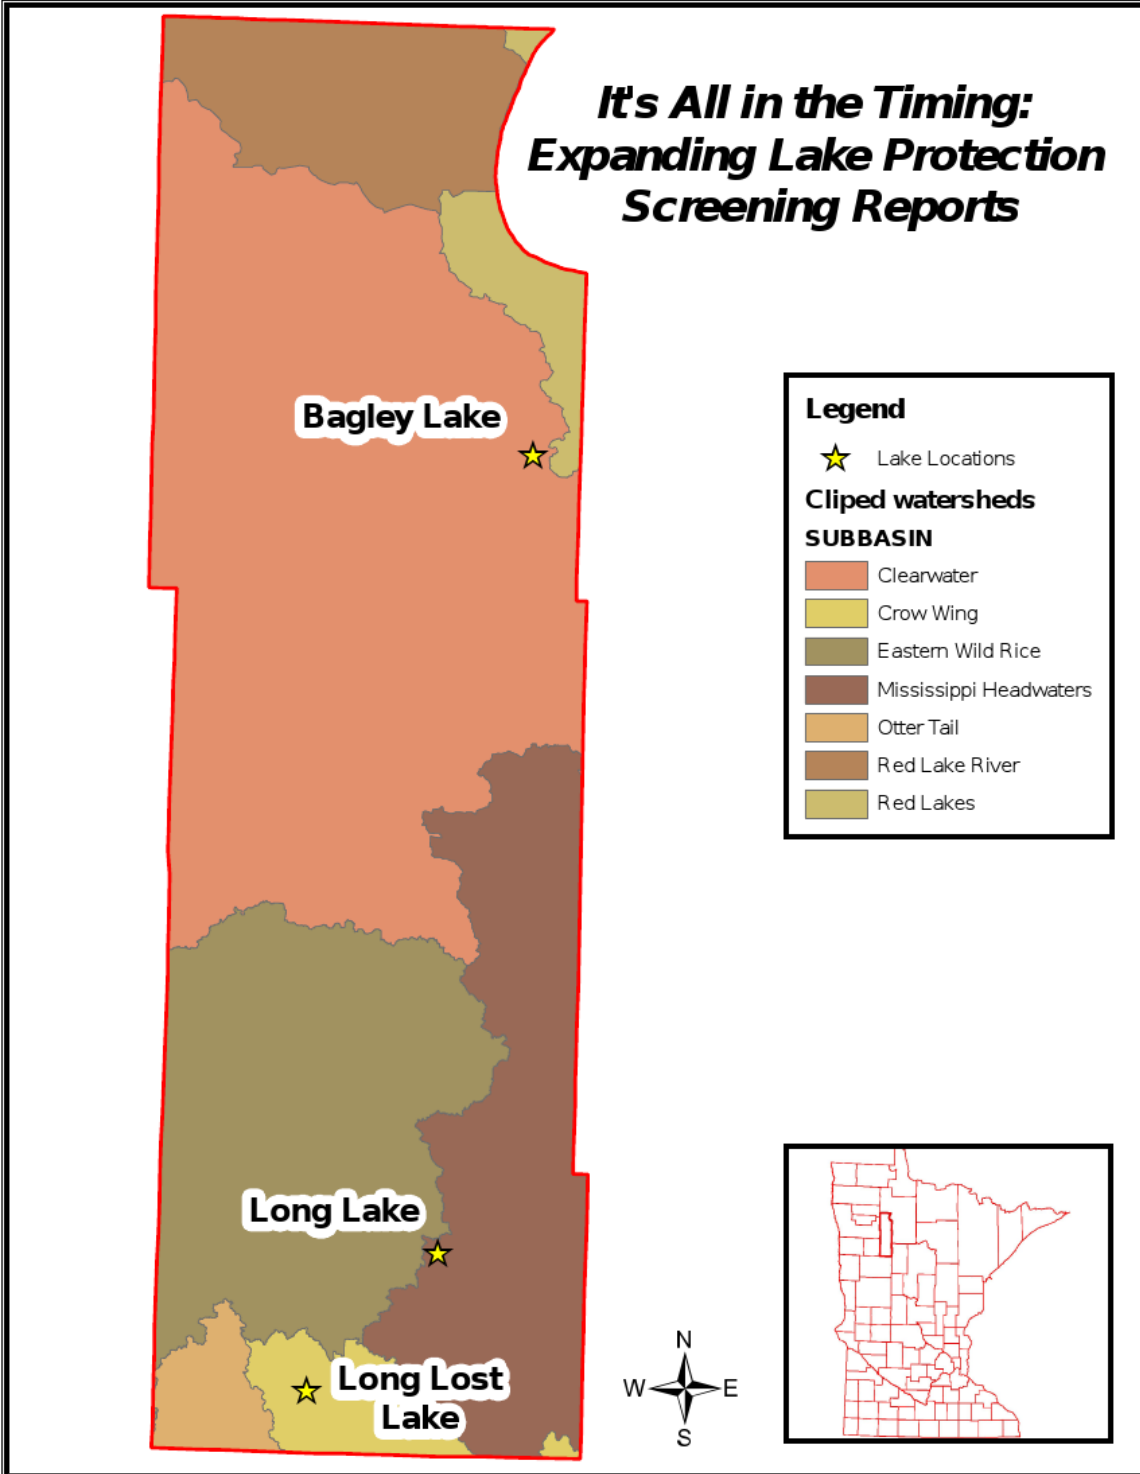 It's All in the Timing:
Expanding Lake Protection
Screening Reports
Bagley Lake
Legend
Lake Locations
Cliped watersheds
SUBBASIN
Clearwater
Crow Wing
Eastern Wild Rice
Mississippi Headwaters
Otter Tail
Red Lake River
Red Lakes
Long Lake
Long Lost
Lake
N
W E
S